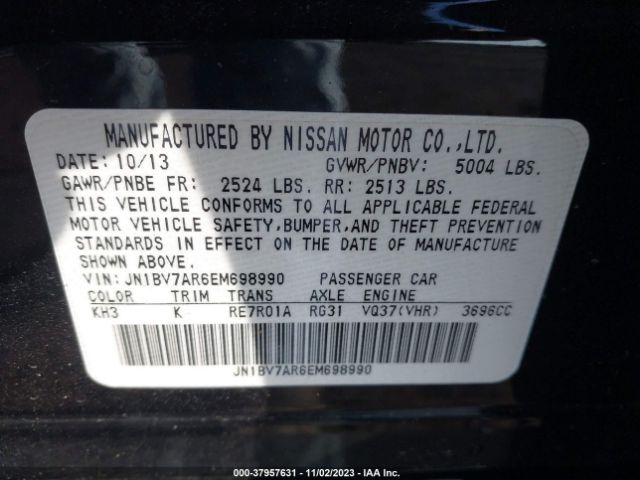 MANUFACTURED BY NISSAN MOTOR CO.,LTD.
DATE: 10/13 GVWR/PNBV: 5004 LBS.
GAWR/PNBE FR: 2524 LBS. RR: 2513 LBS.
THIS VEHICLE CONFORMS TO ALL APPLICABLE FEDERAL
MOTOR VEHICLE SAFETY,BUMPER,AND THEFT PREVENTION
STANDARDS IN EFFECT ON THE DATE OF MANUFACTURE
SHOWN ABOVE.
VIN: JN1BV7AR6EM698990 PASSENGER CAR
COLOR TRIM TRANS AXLE ENGINE
KH3 K RE7R01A RG31 VQ37(VHR) 3696CC
JN1BV7AR6EM698990
000-37957631 - 11/02/2023 - IAA Inc.